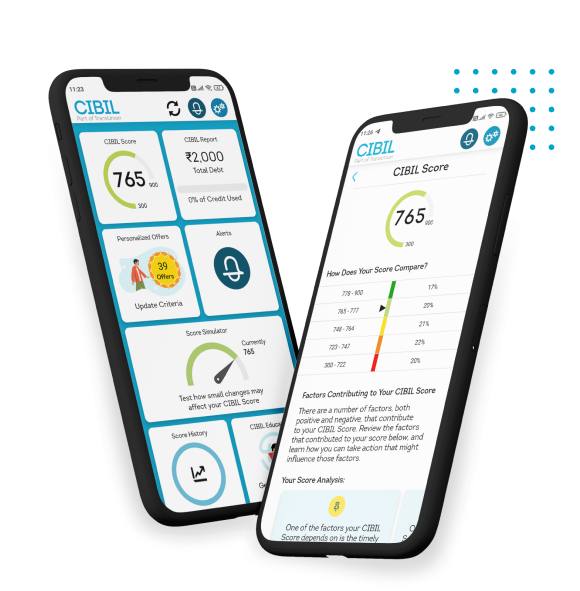 11:23
CIBIL
Part of TransUnion
CIBIL Score
765
900
300
CIBIL Report
₹2,000
Total Debt
0% of Credit Used
Personalized Offers
39
Offers
Update Criteria
Alerts
Score Simulator
Currently
765
Test how small changes may
affect your CIBIL Score
Score History
CIBIL Educa
Ge
11:26
CIBIL
Part of TransUnion
CIBIL Score
765
900
300
How Does Your Score Compare?
778 - 900 17%
765 - 777 20%
748 - 764 21%
723 - 747 22%
300 - 722 20%
Factors Contributing to Your CIBIL Score
There are a number of factors, both
positive and negative, that contribute
to your CIBIL Score. Review the factors
that contributed to your score below, and
learn how you can take action that might
influence those factors.
Your Score Analysis:
One of the factors your CIBIL
Score depends on is the timely